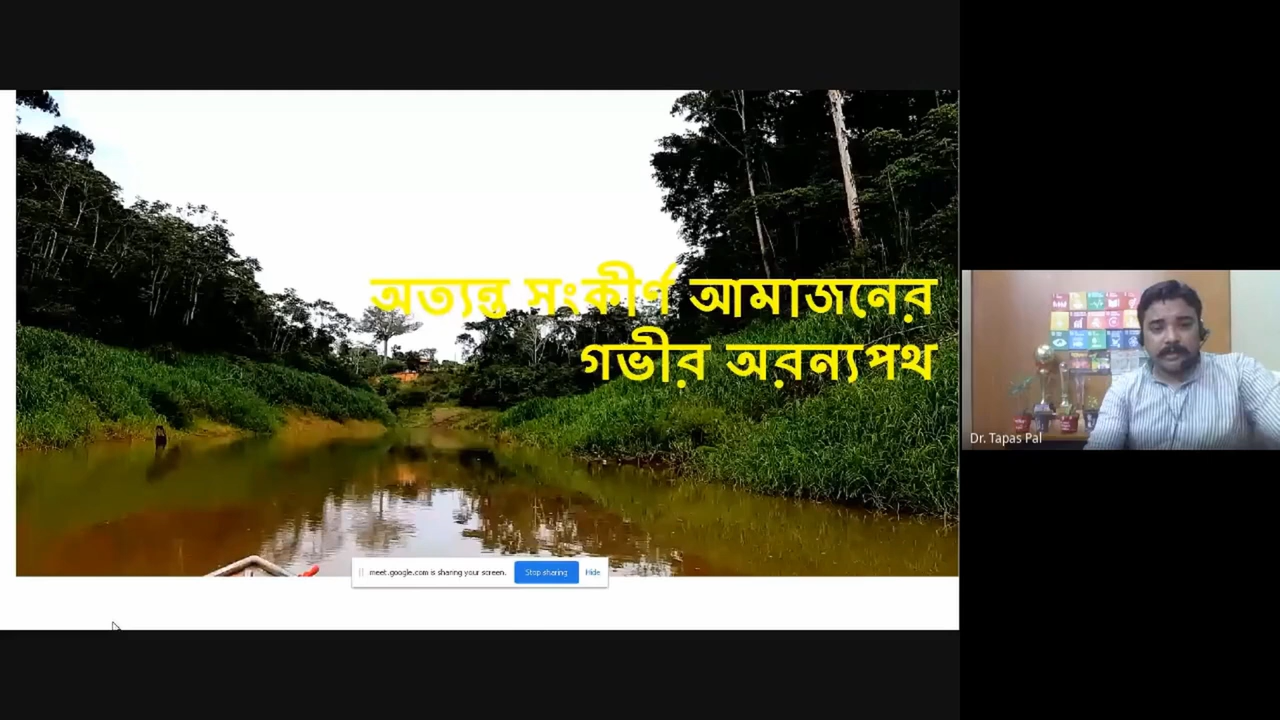 অত্যন্ত সংকীর্ণ আমাজনের
গভীর অরন্যপথ
meet.google.com is sharing your screen.
Stop sharing
Hide
Dr. Tapas Pal